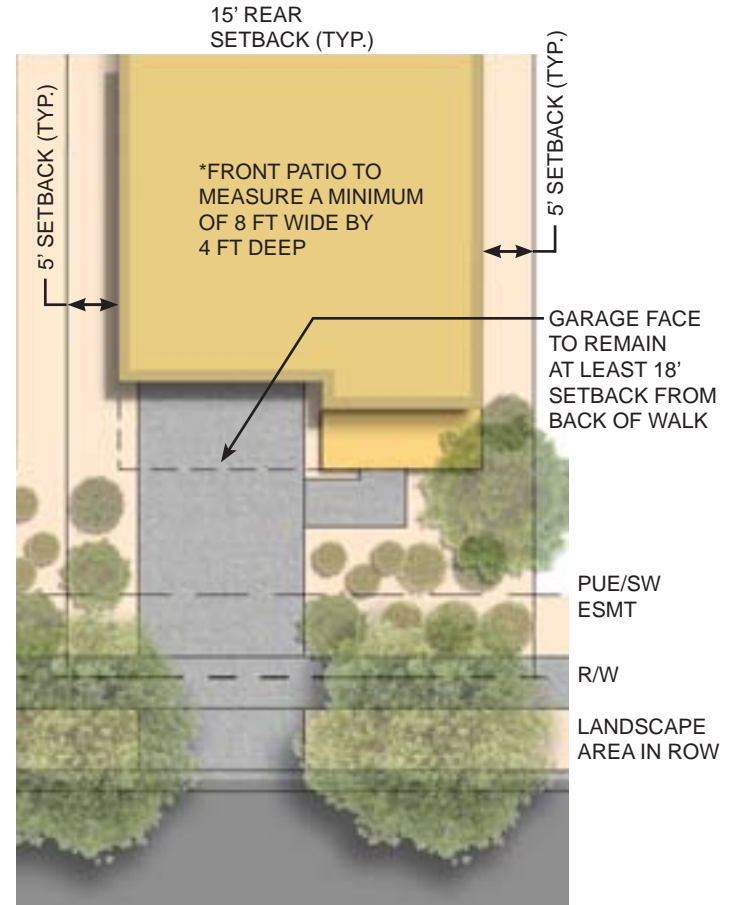 15’ REAR
SETBACK (TYP.)
5’ SETBACK (TYP.)
5’ SETBACK (TYP.)
*FRONT PATIO TO
MEASURE A MINIMUM
OF 8 FT WIDE BY
4 FT DEEP
GARAGE FACE
TO REMAIN
AT LEAST 18’
SETBACK FROM
BACK OF WALK
PUE/SW
ESMT
R/W
LANDSCAPE
AREA IN ROW